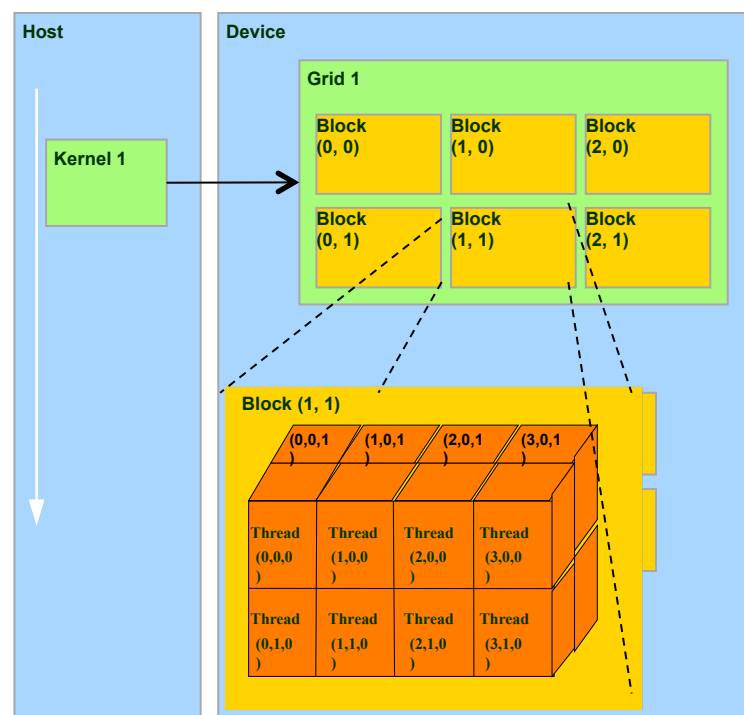 Host
Device
Grid 1
Kernel 1
Block
(0, 0)
Block
(1, 0)
Block
(2, 0)
Block
(0, 1)
Block
(1, 1)
Block
(2, 1)
Block (1, 1)
(0,0,1
)
(1,0,1
)
(2,0,1
)
(3,0,1
)
Thread
(0,0,0
)
Thread
(1,0,0
)
Thread
(2,0,0
)
Thread
(3,0,0
)
Thread
(0,1,0
)
Thread
(1,1,0
)
Thread
(2,1,0
)
Thread
(3,1,0
)